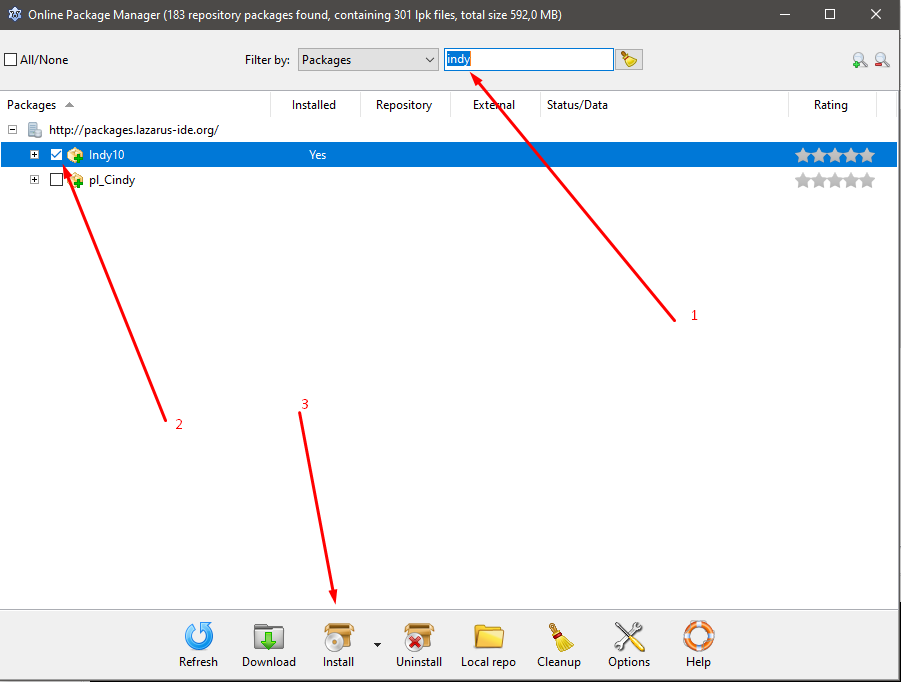 Online Package Manager (183 repository packages found, containing 301 lpk files, total size 592,0 MB)
All/None Filter by: Packages indy
Packages Installed Repository External Status/Data Rating
http://packages.lazarus-ide.org/
Indy10 Yes
pl_Cindy
1
3
2
Refresh Download Install Uninstall Local repo Cleanup Options Help